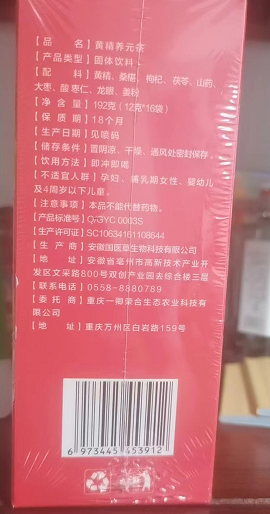 【品 名】黄精养元茶
【产品类型】固体饮料
【配 料】黄精、桑椹、枸杞、茯苓、山药、
大枣、酸枣仁、龙眼、姜粉
【净 含 量】192克（12克*16袋）
【保 质 期】18个月
【生产日期】见喷码
【储存条件】置阴凉、干燥、通风处密封保存。
【饮用方法】即冲即喝
【不适宜人群】孕妇、哺乳期女性、婴幼儿
及4周岁以下儿童。
【注意事项】本品不能代替药物。
【产品标准号】Q/GYC 0003S
【生产许可证】SC10634161108644
【生 产 商】安徽国医草生物科技有限公司
【地 址】安徽省亳州市高新技术产业开
发区文采路800号双创产业园去综合楼三层
【联系电话】0558-8880789
【委 托 商】重庆一卿荣合生态农业科技有
限公司
【地 址】重庆万州区白岩路159号
6 973445 453912